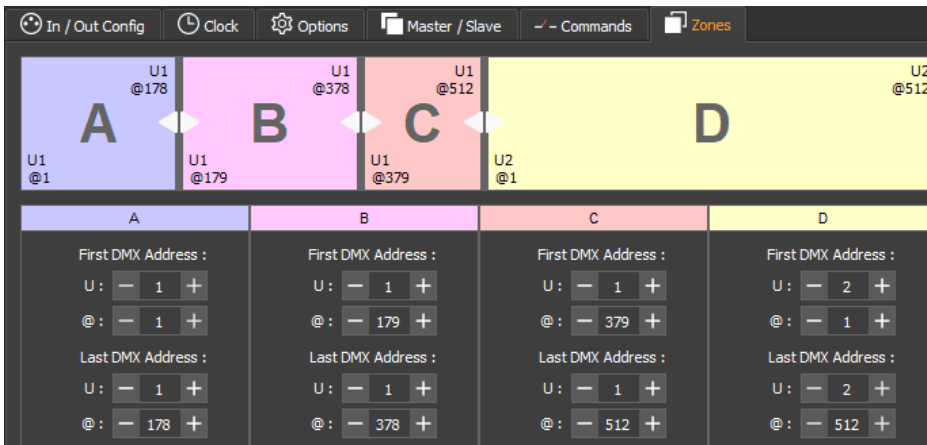 In / Out Config Clock Options Master / Slave Commands Zones
U1 U1 U1 U2
@178 @378 @512 @512
A B C D
U1 U1 U1 U2
@1 @179 @379 @1
A B C D
First DMX Address : First DMX Address : First DMX Address : First DMX Address :
U : − 1 + U : − 1 + U : − 1 + U : − 2 +
@ : − 1 + @ : − 179 + @ : − 379 + @ : − 1 +
Last DMX Address : Last DMX Address : Last DMX Address : Last DMX Address :
U : − 1 + U : − 1 + U : − 1 + U : − 2 +
@ : − 178 + @ : − 378 + @ : − 512 + @ : − 512 +